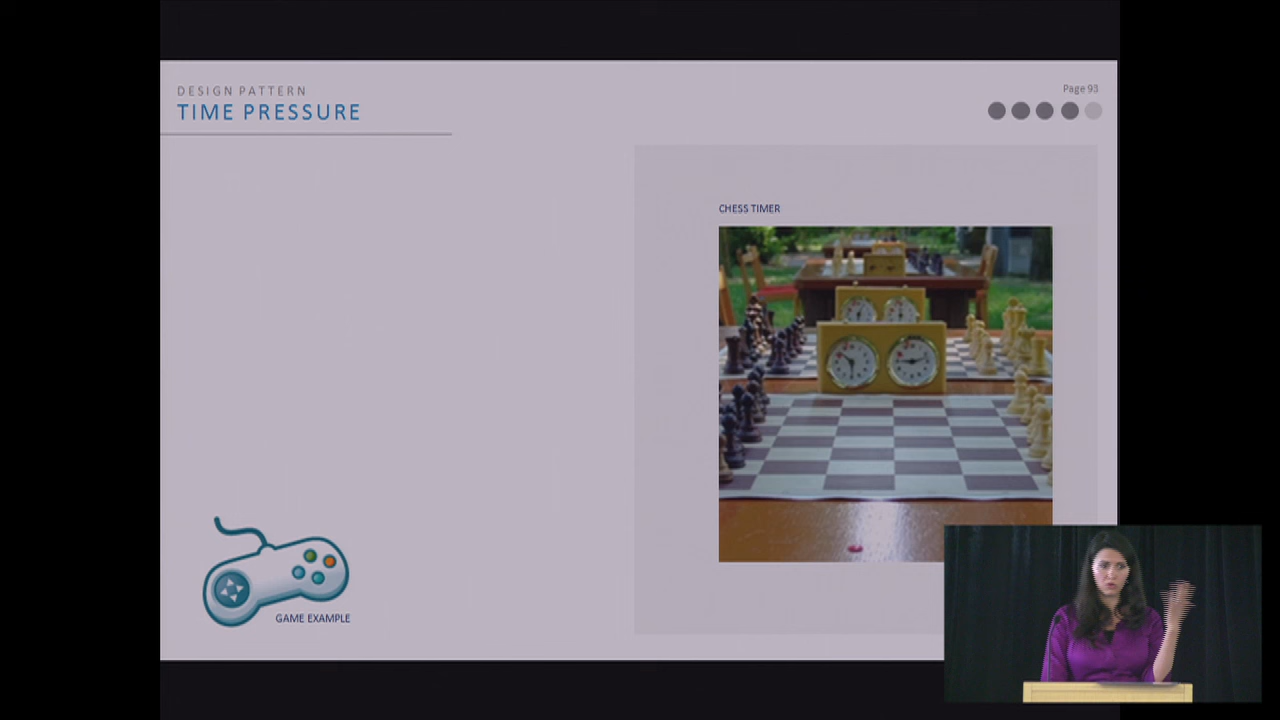 DESIGN PATTERN
TIME PRESSURE
Page 93
CHESS TIMER
GAME EXAMPLE